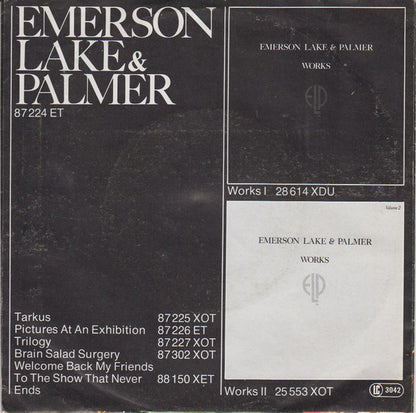 EMERSON
LAKE &
PALMER
87 224 ET
EMERSON LAKE & PALMER
WORKS
ELP
Works I 28 614 XDU
Volume 2
EMERSON LAKE & PALMER
WORKS
ELP
Tarkus 87 225 XOT
Pictures At An Exhibition 87 226 ET
Trilogy 87 227 XOT
Brain Salad Surgery 87 302 XOT
Welcome Back My Friends
To The Show That Never 88 150 XET
Ends
Works II 25 553 XOT
LC 3042